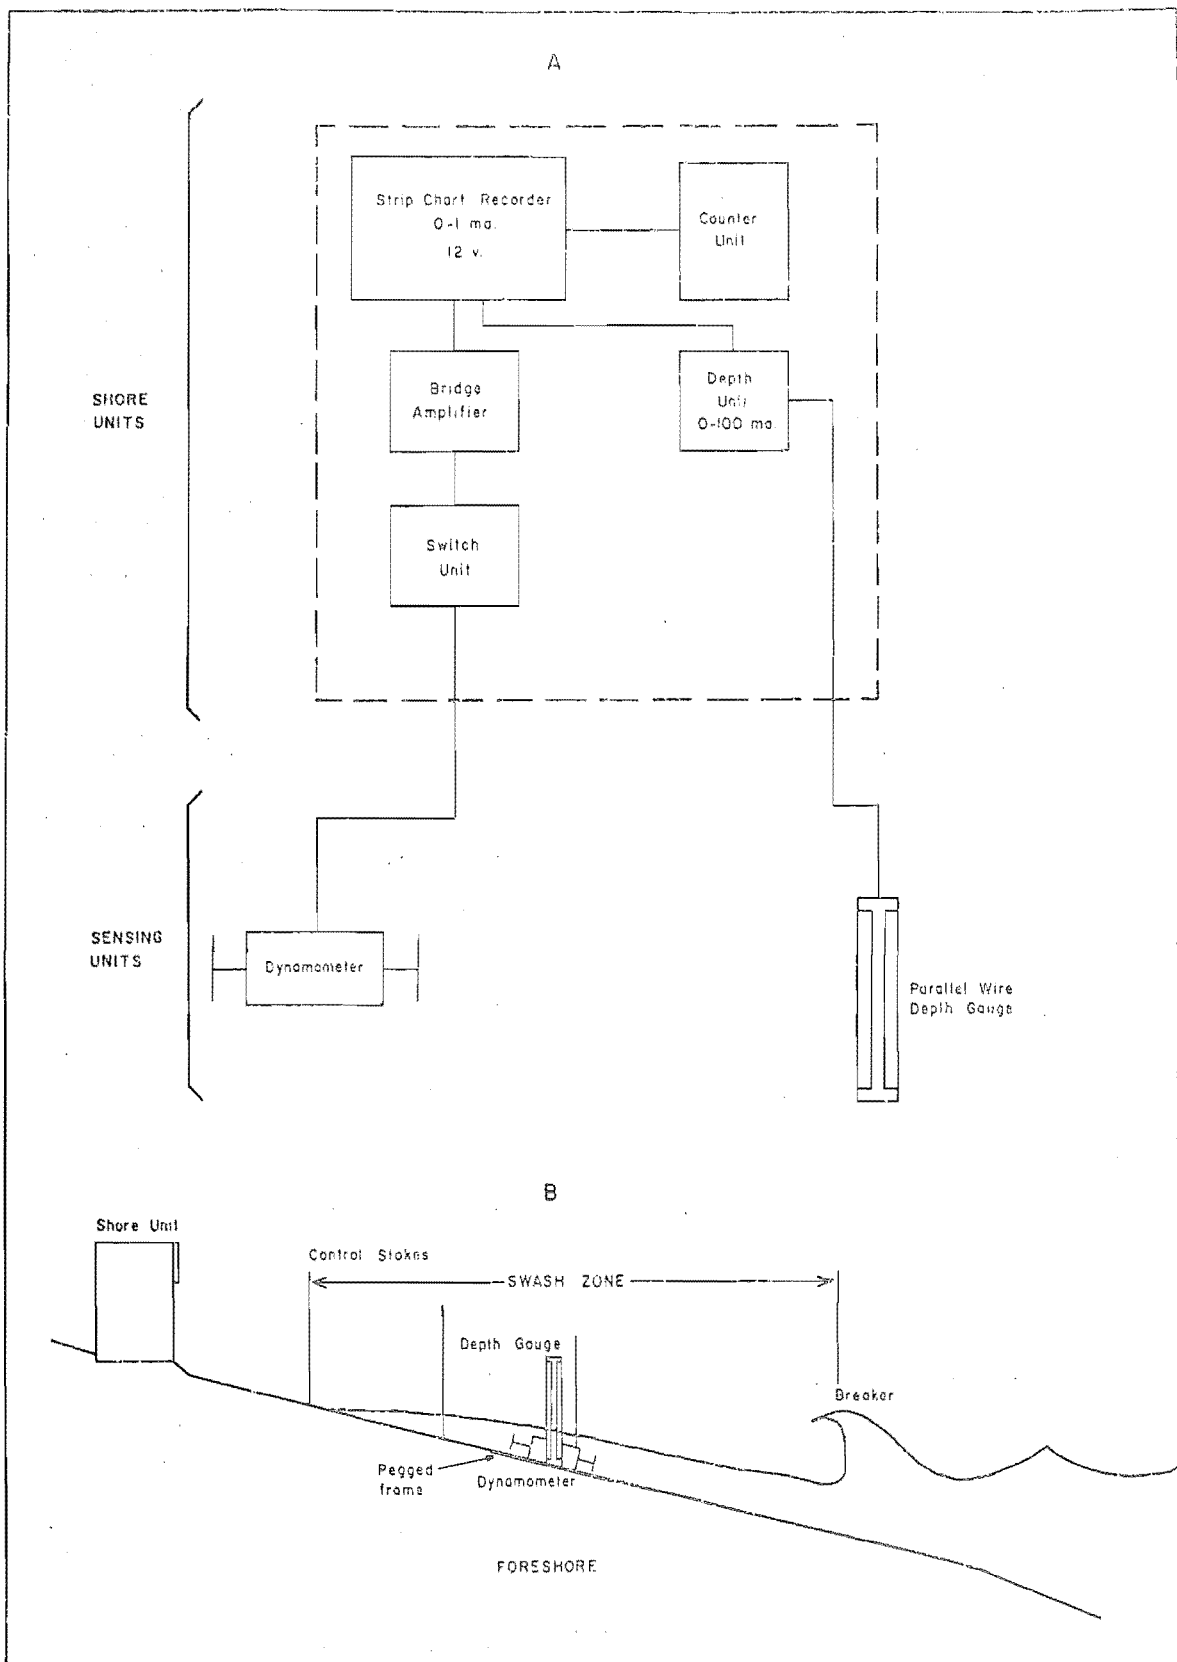 A
Strip Chart Recorder
0-1 ma.
12 v.
Counter
Unit
Bridge
Amplifier
Depth
Unit
0-100 ma.
SHORE
UNITS
Switch
Unit
SENSING
UNITS
Dynamometer
Parallel Wire
Depth Gauge
B
Shore Unit
Control Stakes
SWASH ZONE
Depth Gauge
Breaker
Pegged
frame
Dynamometer
FORESHORE